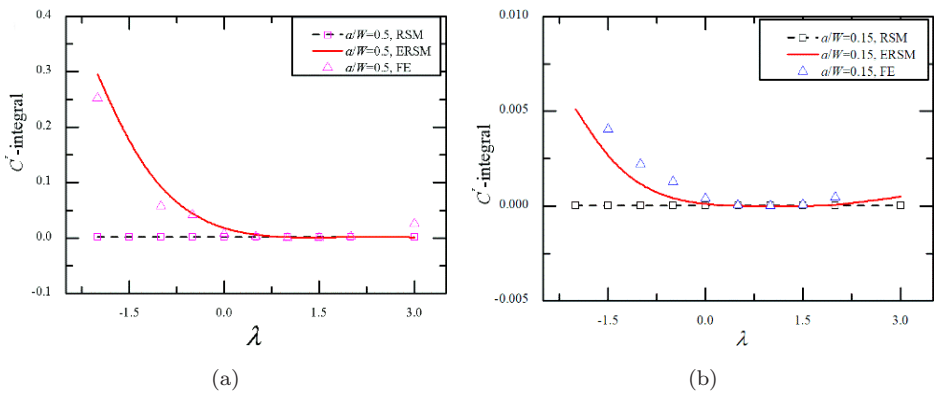 0.4
0.3
0.2
0.1
0.0
-0.1
C*-integral
a/W=0.5, RSM
a/W=0.5, ERSM
a/W=0.5, FE
-1.5
0.0
1.5
3.0
λ
(a)
0.010
0.005
0.000
-0.005
C*-integral
a/W=0.15, RSM
a/W=0.15, ERSM
a/W=0.15, FE
-1.5
0.0
1.5
3.0
λ
(b)